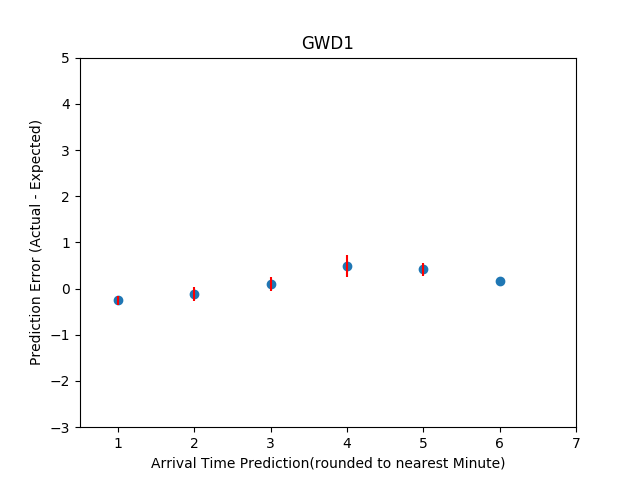 GWD1
Prediction Error (Actual - Expected)
5
4
3
2
1
0
−1
−2
−3
1 2 3 4 5 6 7
Arrival Time Prediction(rounded to nearest Minute)